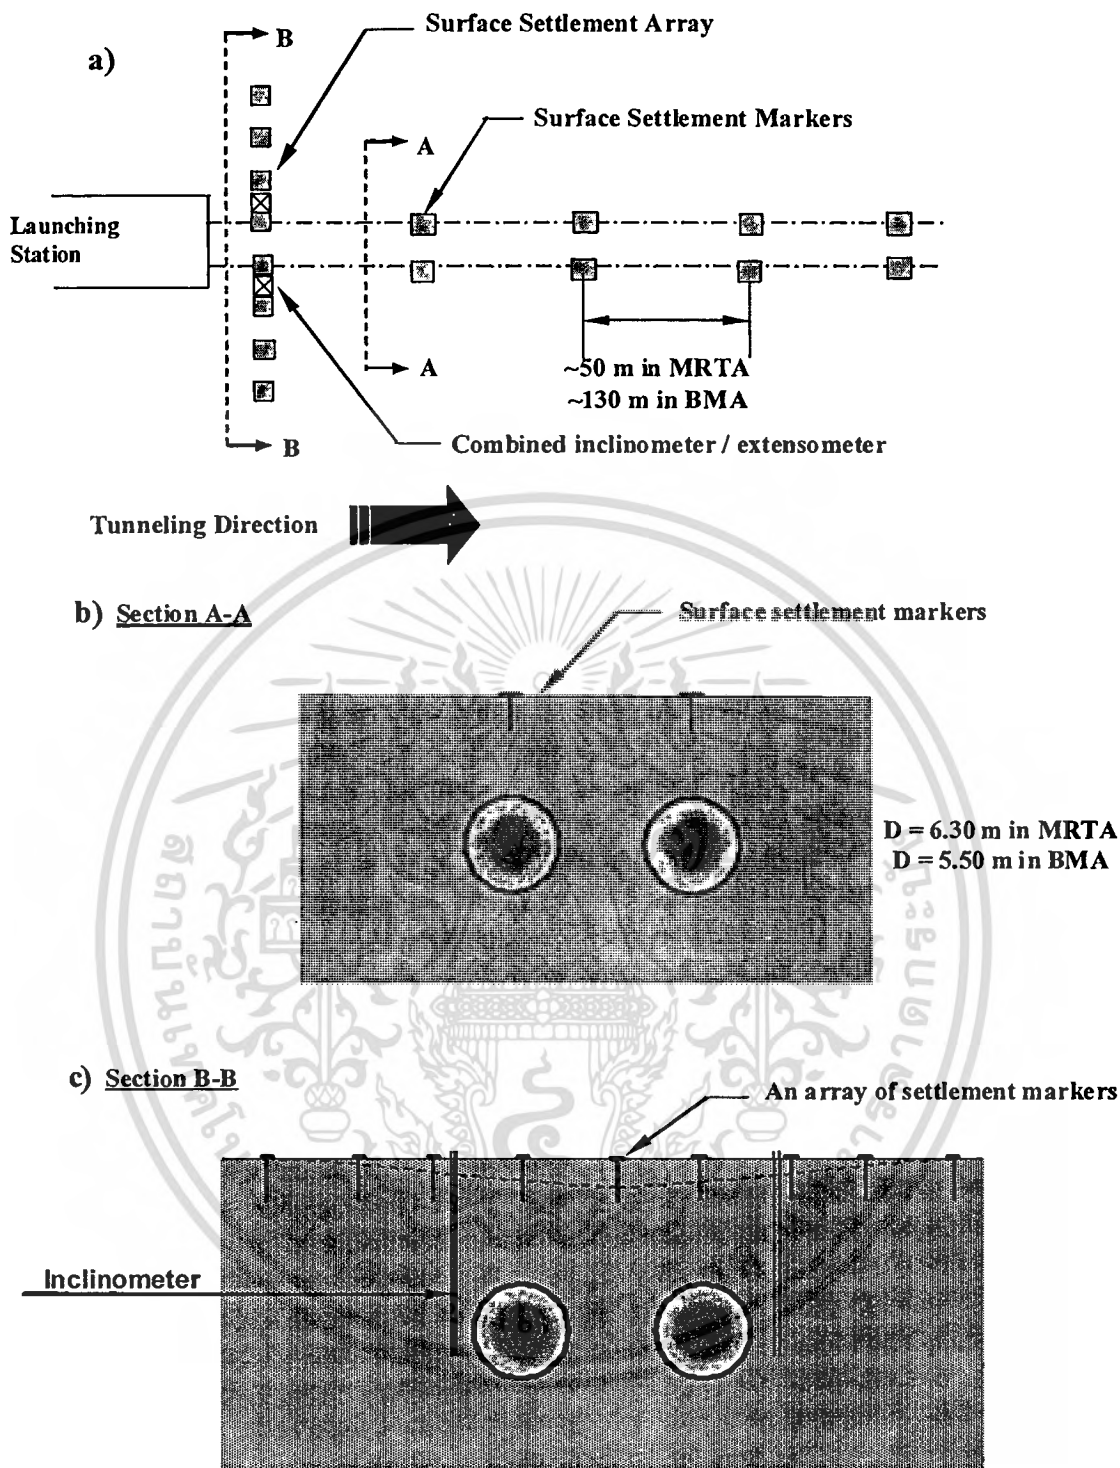 a)
B
Surface Settlement Array
Surface Settlement Markers
A
Launching
Station
A
~50 m in MRTA
~130 m in BMA
B
Combined inclinometer / extensometer
Tunneling Direction
b) Section A-A
Surface settlement markers
D = 6.30 m in MRTA
D = 5.50 m in BMA
c) Section B-B
An array of settlement markers
Inclinometer